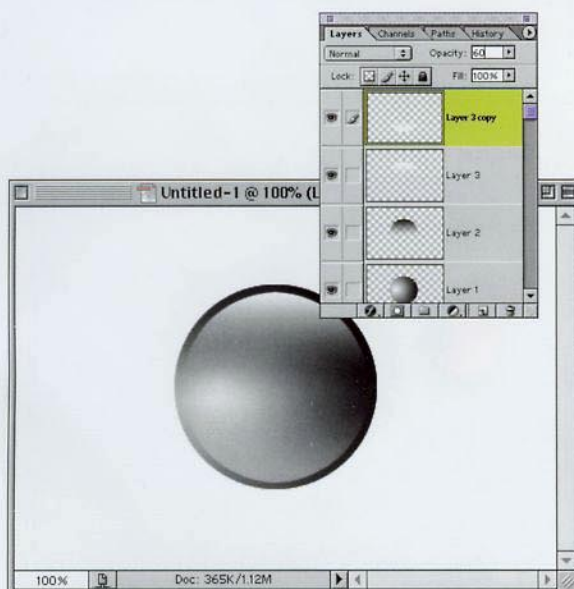 Layers Channels Paths History
Normal Opacity: 60
Lock: Fill: 100%
Layer 3 copy
Layer 3
Layer 2
Layer 1
Untitled-1 @ 100% (L
100% Doc: 365K/1.12M